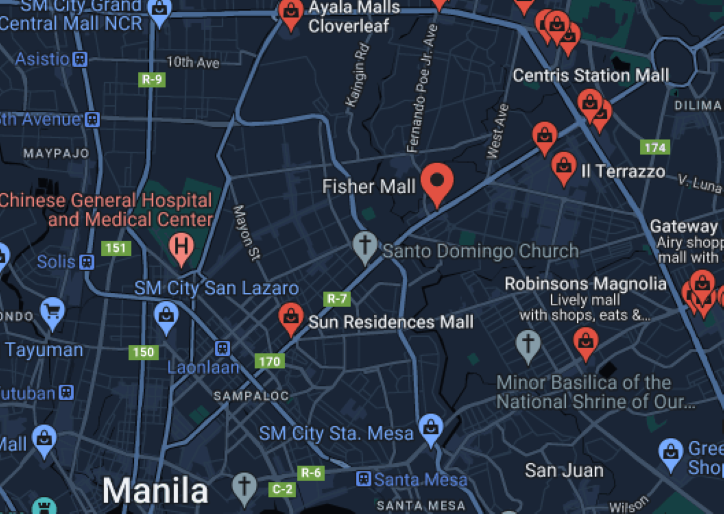 SM City Grand
Central Mall NCR
Ayala Malls
Cloverleaf
Asistio
10th Ave
R-9
Kaingin Rd
Fernando Poe Jr. Ave
Centris Station Mall
5th Avenue
MAYPAJO
West Ave
DILIMA
174
Il Terrazzo
V. Luna
Fisher Mall
Chinese General Hospital
and Medical Center
Mayon St
151
Solis
Santo Domingo Church
Gateway
Airy shopp
mall with
SM City San Lazaro
R-7
Robinsons Magnolia
Lively mall
with shops, eats &...
ONDO
Tayuman
150
Laonlaan
170
Sun Residences Mall
SAMPALOC
Minor Basilica of the
National Shrine of Our...
utuban
Mall
SM City Sta. Mesa
Gree
Shop
San Juan
R-6
C-2
Santa Mesa
Manila
SANTA MESA
Wilson